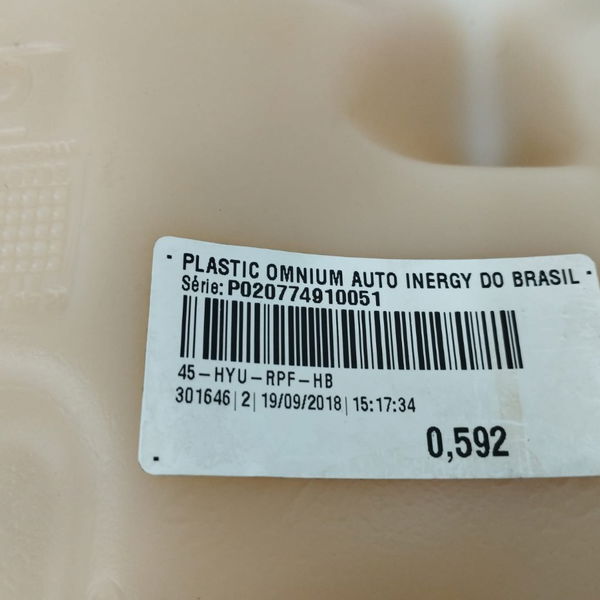 PLASTIC OMNIUM AUTO INERGY DO BRASIL
Série: P020774910051
45-HYU-RPF-HB
301646|2|19/09/2018|15:17:34
0,592